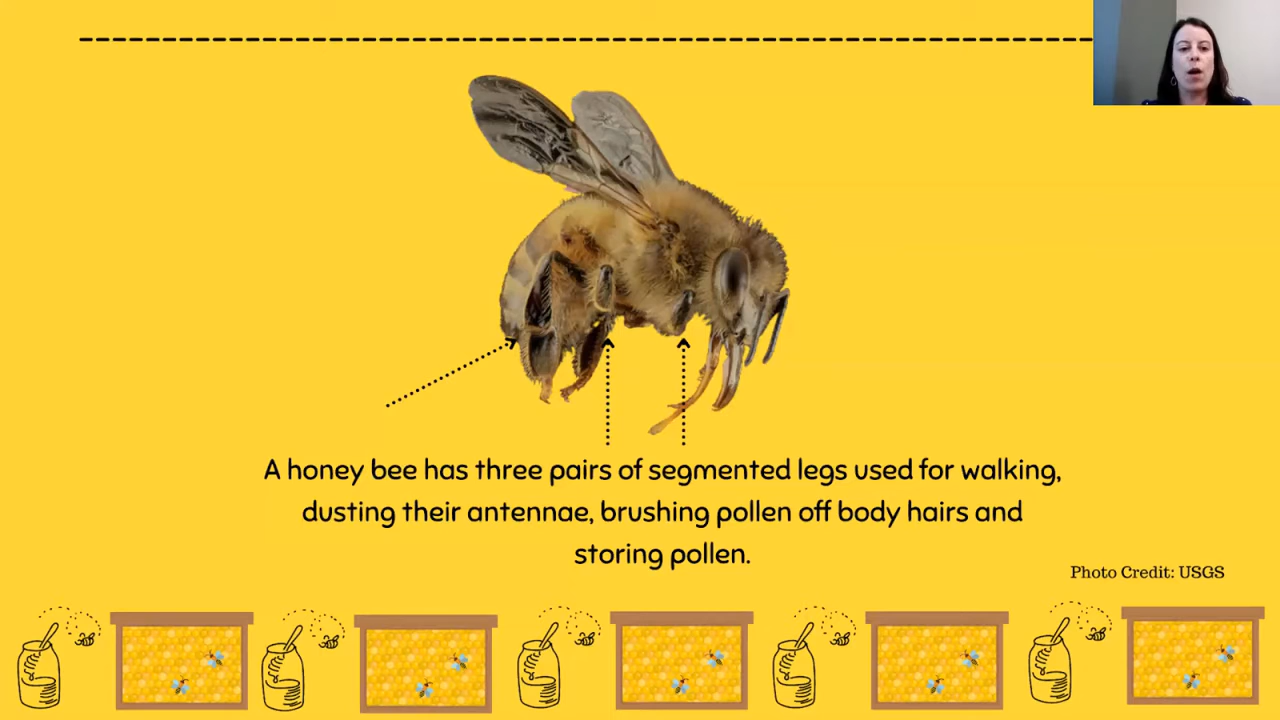 A honey bee has three pairs of segmented legs used for walking,
dusting their antennae, brushing pollen off body hairs and
storing pollen.
Photo Credit: USGS